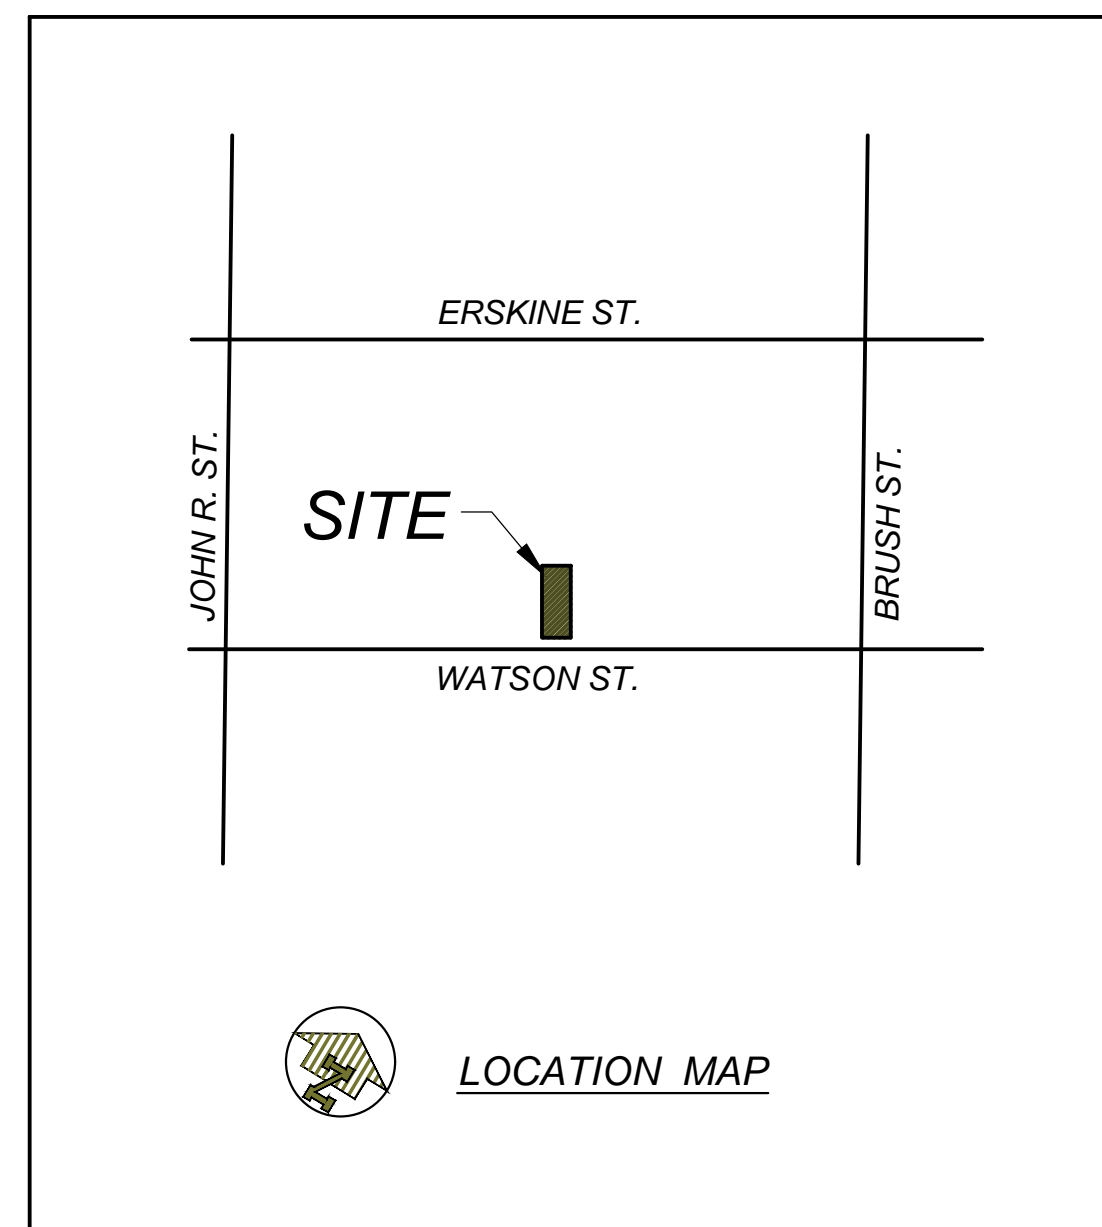 ERSKINE ST.
JOHN R. ST.
BRUSH ST.
SITE
WATSON ST.
N
LOCATION MAP